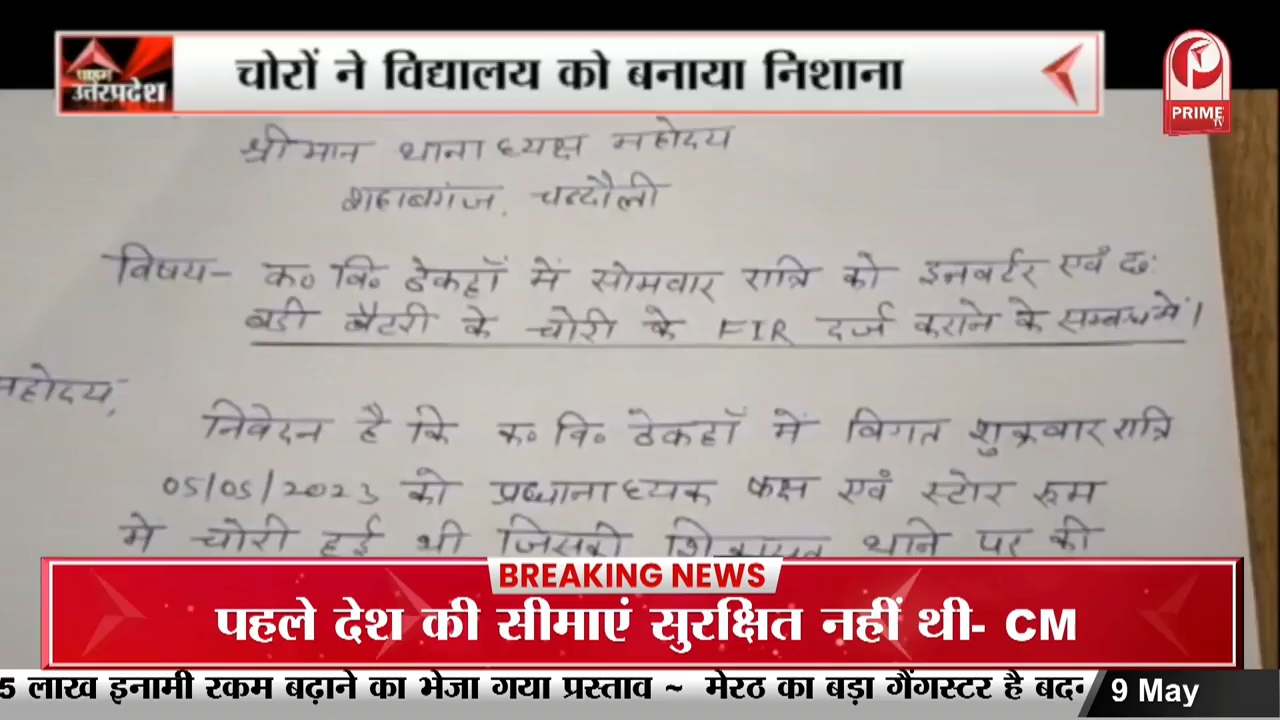 प्राइम
उत्तरप्रदेश
चोरों ने विद्यालय को बनाया निशाना
PRIME
TV
श्रीमान थानाध्यक्ष महोदय
शहाबगंज, चन्दौली
विषय- क० वि० ठेकहाँ में सोमवार रात्रि को इनवर्टर एवं छः
बडी बैटरी के चोरी के FIR दर्ज कराने के सम्बन्ध में।
महोदय,
निवेदन है कि क० वि० ठेकहाँ में विगत शुक्रवार रात्रि
05/05/2023 को प्रधानाध्यक कक्ष एवं स्टोर रूम
मे चोरी हुई थी जिसकी शिकायत थाने पर की
BREAKING NEWS
पहले देश की सीमाएं सुरक्षित नहीं थी- CM
5 लाख इनामी रकम बढ़ाने का भेजा गया प्रस्ताव ~ मेरठ का बड़ा गैंगस्टर है बदन
9 May